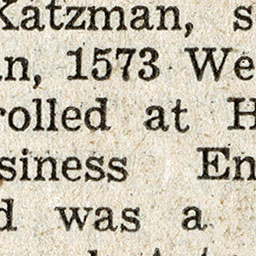 Katzman, s
n, 1573 We
rolled at H
siness En
d was a